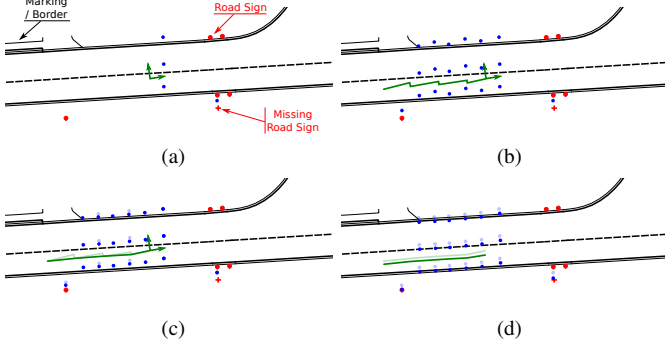 Marking
/ Border
Road Sign
Missing
Road Sign
(a)
(b)
(c)
(d)